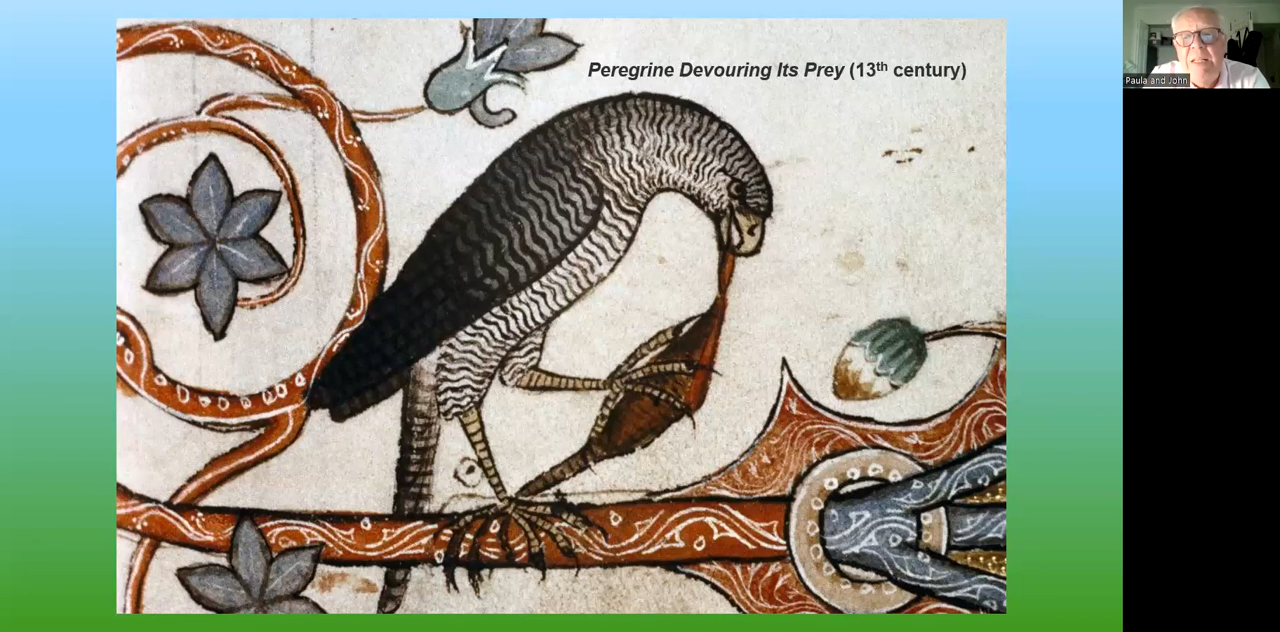 Peregrine Devouring Its Prey (13th century)
Paula and John